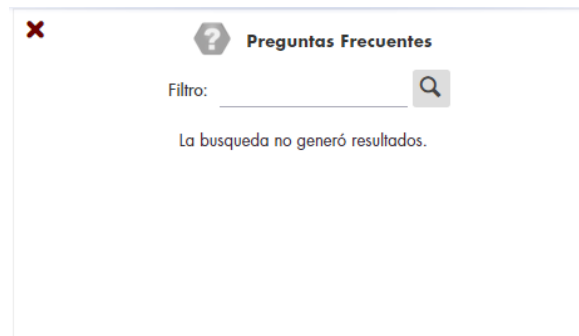 Preguntas Frecuentes
Filtro:
La busqueda no generó resultados.